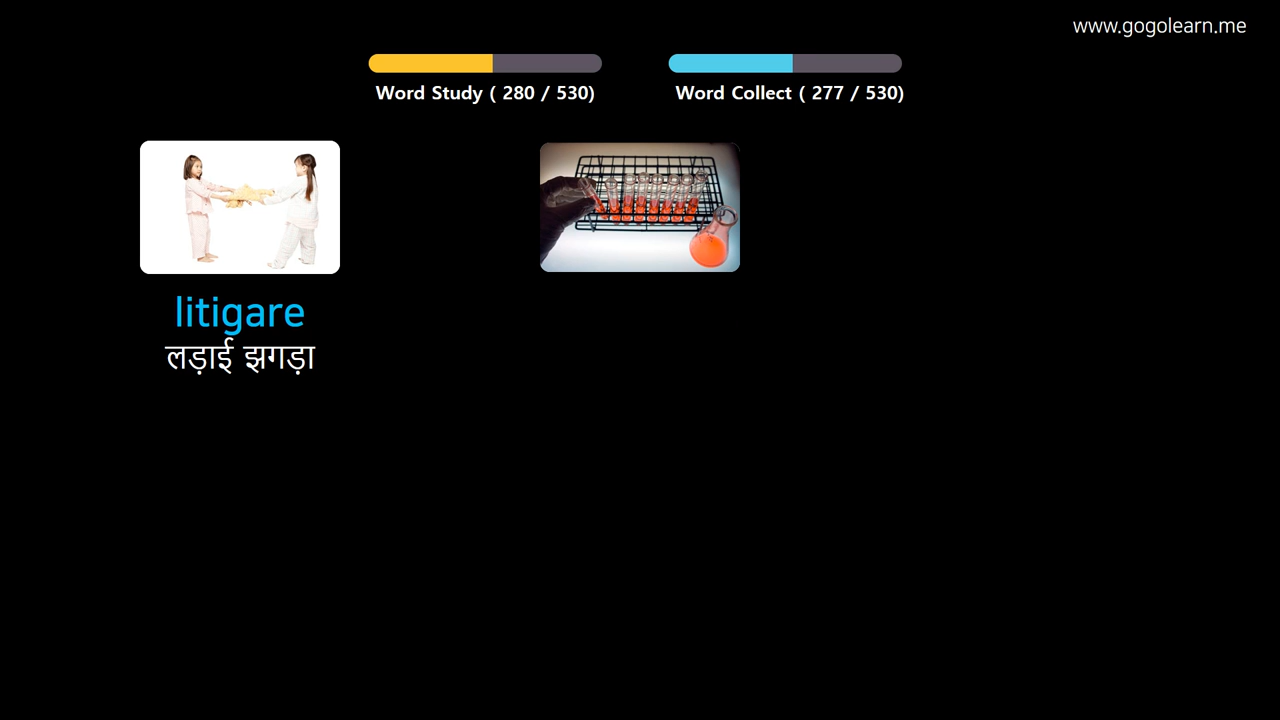 www.gogolearn.me
Word Study ( 280 / 530)
Word Collect ( 277 / 530)
litigare
लड़ाई झगड़ा